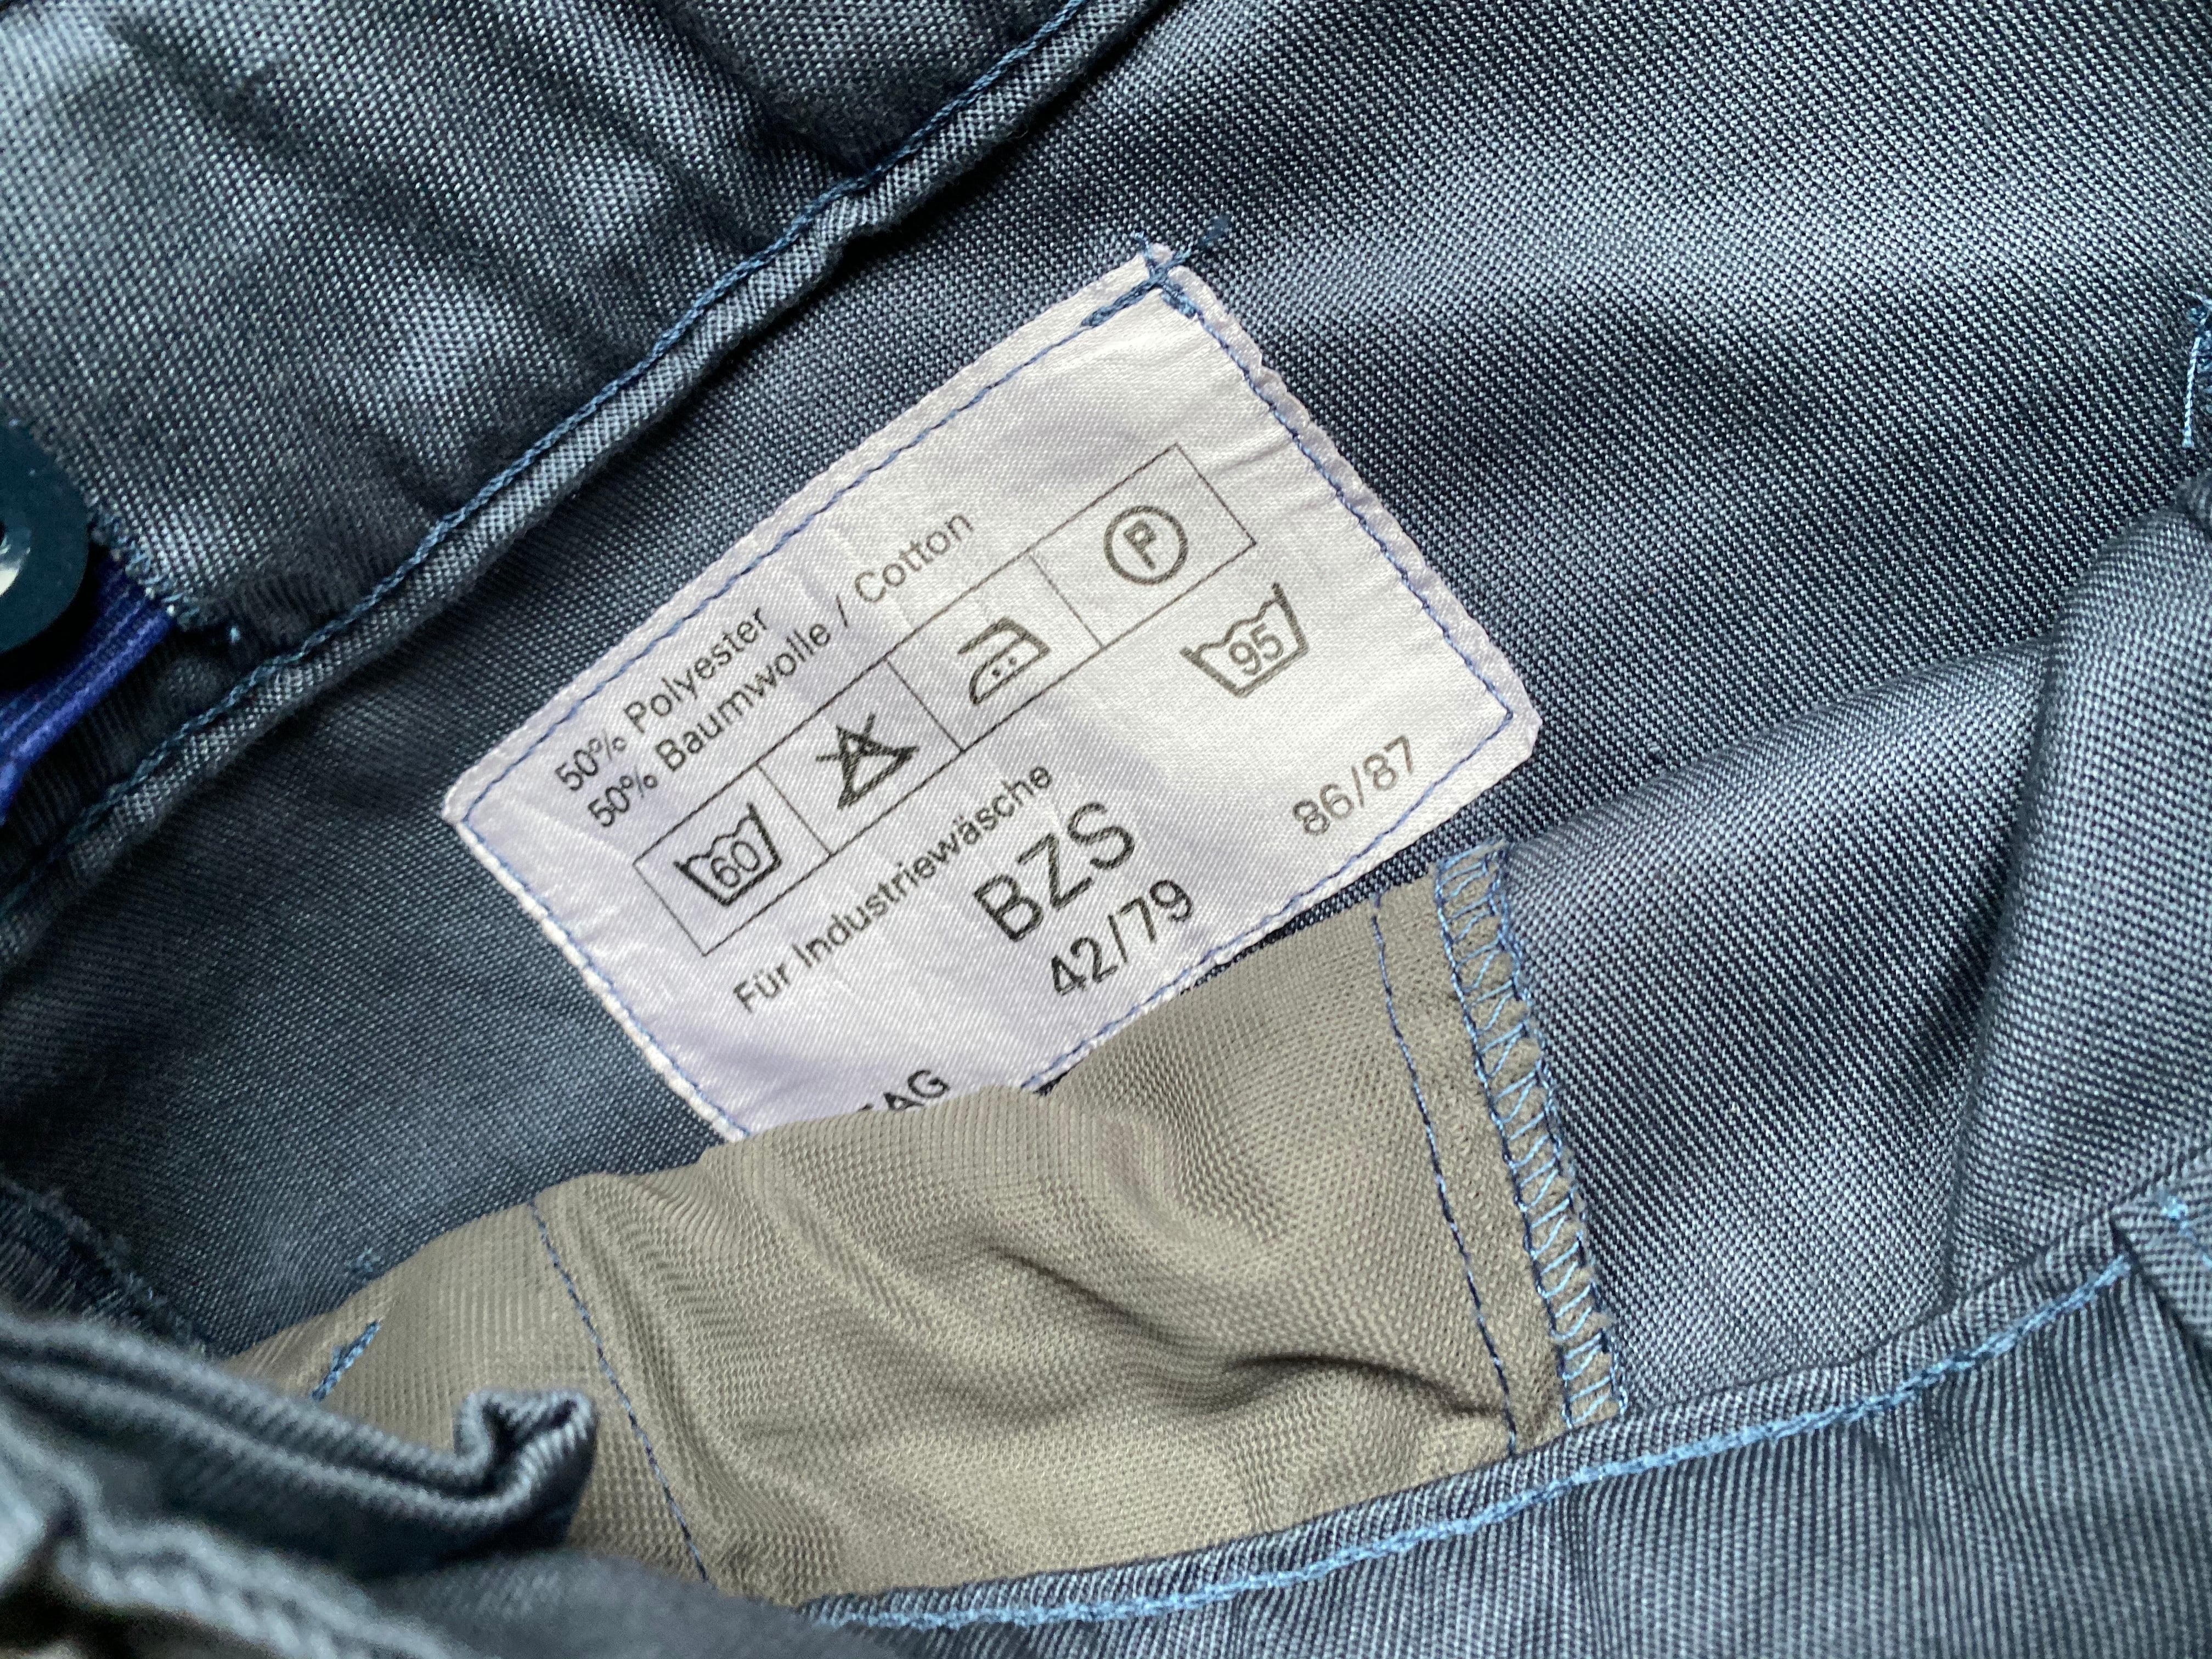 50% Polyester
50% Baumwolle / Cotton
60
P
Für Industriewäsche
95
BZS
42/79
86/87